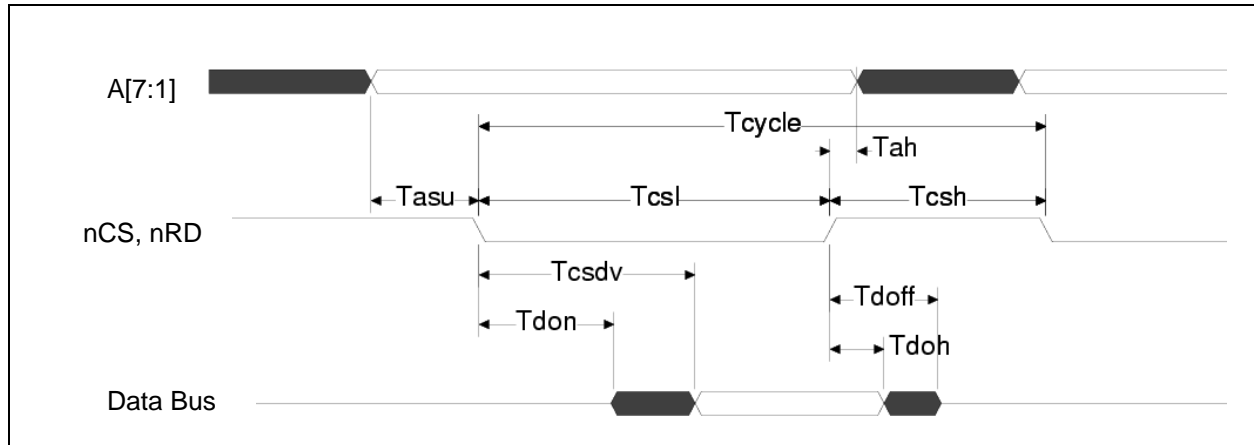 A[7:1]
Tcycle
Tah
Tasu
Tcsl
Tcsh
nCS, nRD
Tcsdv
Tdoff
Tdon
Tdoh
Data Bus